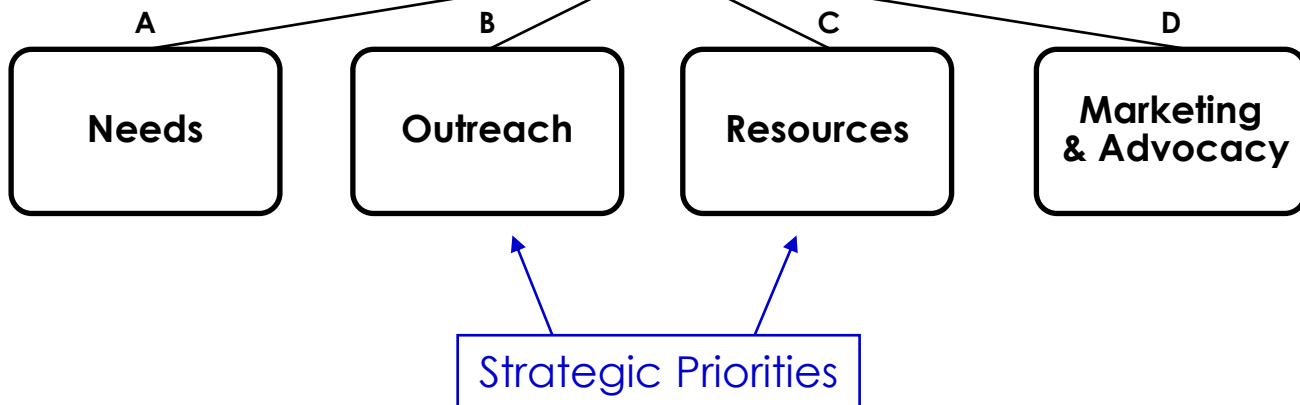 A
B
C
D
Needs
Outreach
Resources
Marketing
& Advocacy
Strategic Priorities